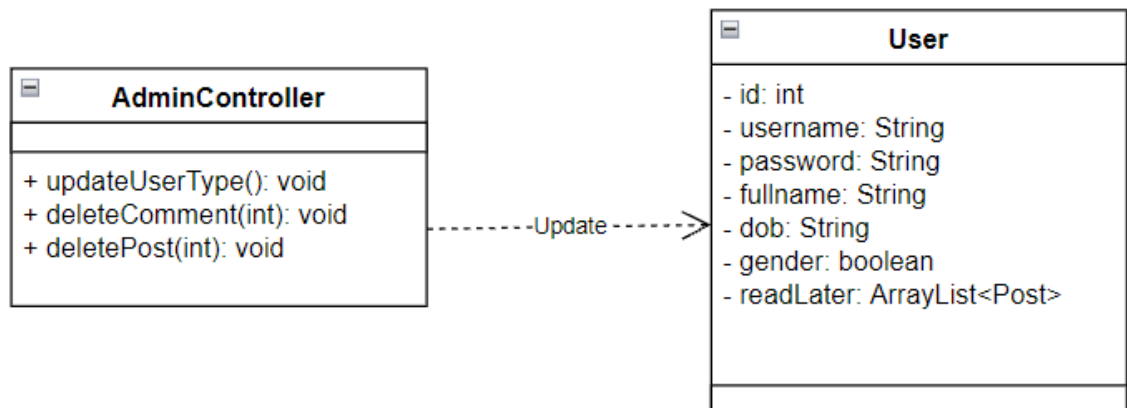 AdminController
+ updateUserType(): void
+ deleteComment(int): void
+ deletePost(int): void
Update
User
- id: int
- username: String
- password: String
- fullname: String
- dob: String
- gender: boolean
- readLater: ArrayList<Post>